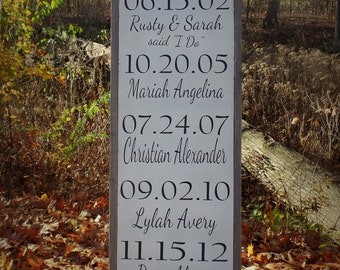 06.15.02
Rusty & Sarah
said "I Do"
10.20.05
Mariah Angelina
07.24.07
Christian Alexander
09.02.10
Lylah Avery
11.15.12